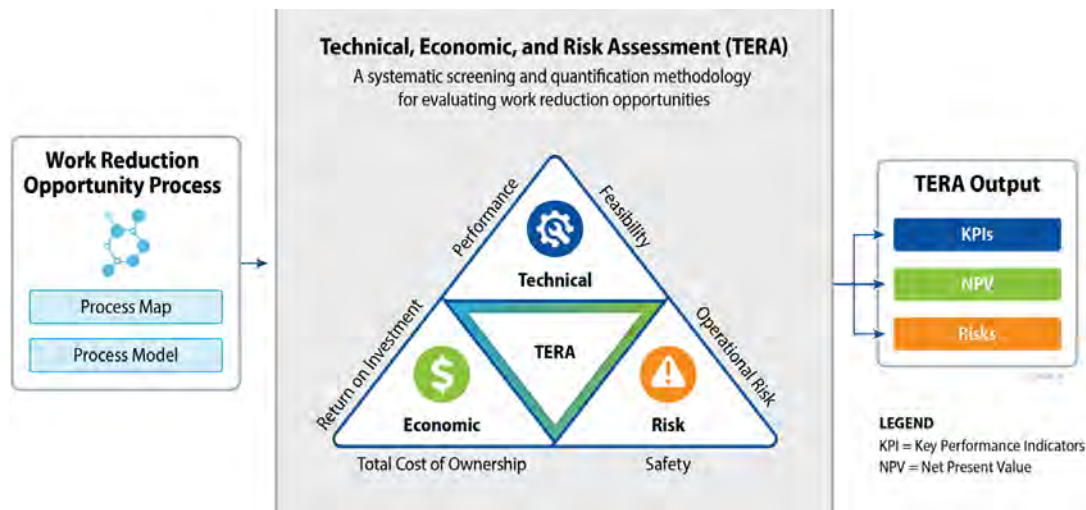 Technical, Economic, and Risk Assessment (TERA)
A systematic screening and quantification methodology
for evaluating work reduction opportunities
Work Reduction
Opportunity Process
Process Map
Process Model
Performance
Feasibility
Technical
Return on Investment
Operational Risk
TERA
Economic
Risk
Total Cost of Ownership
Safety
TERA Output
KPIs
NPV
Risks
LEGEND
KPI = Key Performance Indicators
NPV = Net Present Value